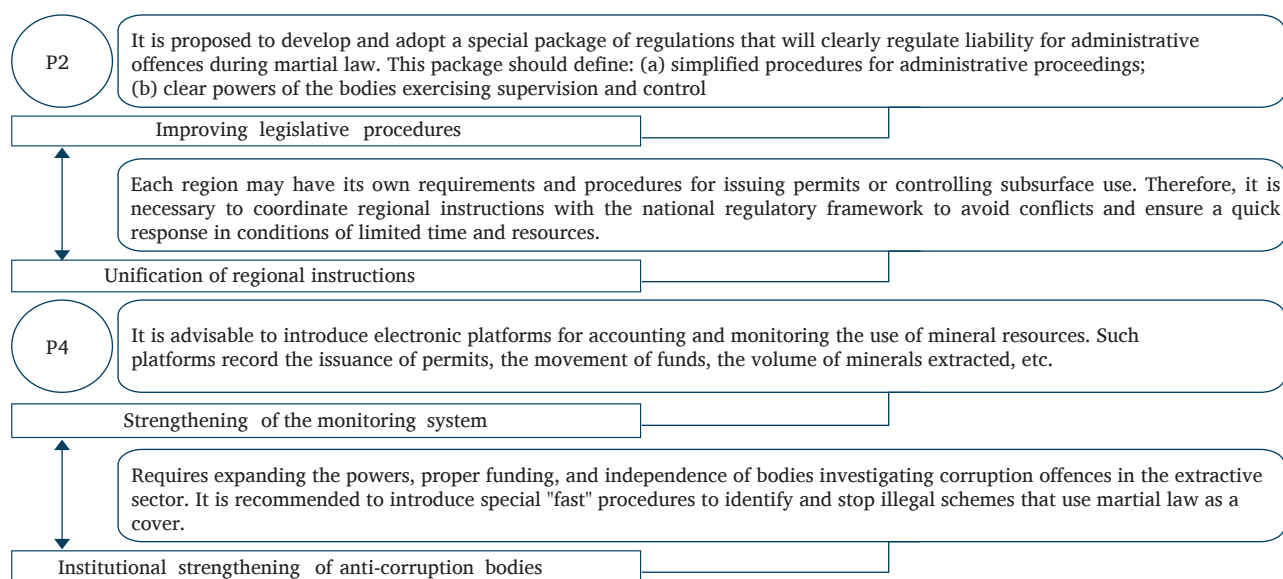 P2
It is proposed to develop and adopt a special package of regulations that will clearly regulate liability for administrative
offences during martial law. This package should define: (a) simplified procedures for administrative proceedings;
(b) clear powers of the bodies exercising supervision and control
Improving legislative procedures
Each region may have its own requirements and procedures for issuing permits or controlling subsurface use. Therefore, it is
necessary to coordinate regional instructions with the national regulatory framework to avoid conflicts and ensure a quick
response in conditions of limited time and resources.
Unification of regional instructions
P4
It is advisable to introduce electronic platforms for accounting and monitoring the use of mineral resources. Such
platforms record the issuance of permits, the movement of funds, the volume of minerals extracted, etc.
Strengthening of the monitoring system
Requires expanding the powers, proper funding, and independence of bodies investigating corruption offences in the extractive
sector. It is recommended to introduce special "fast" procedures to identify and stop illegal schemes that use martial law as a
cover.
Institutional strengthening of anti-corruption bodies